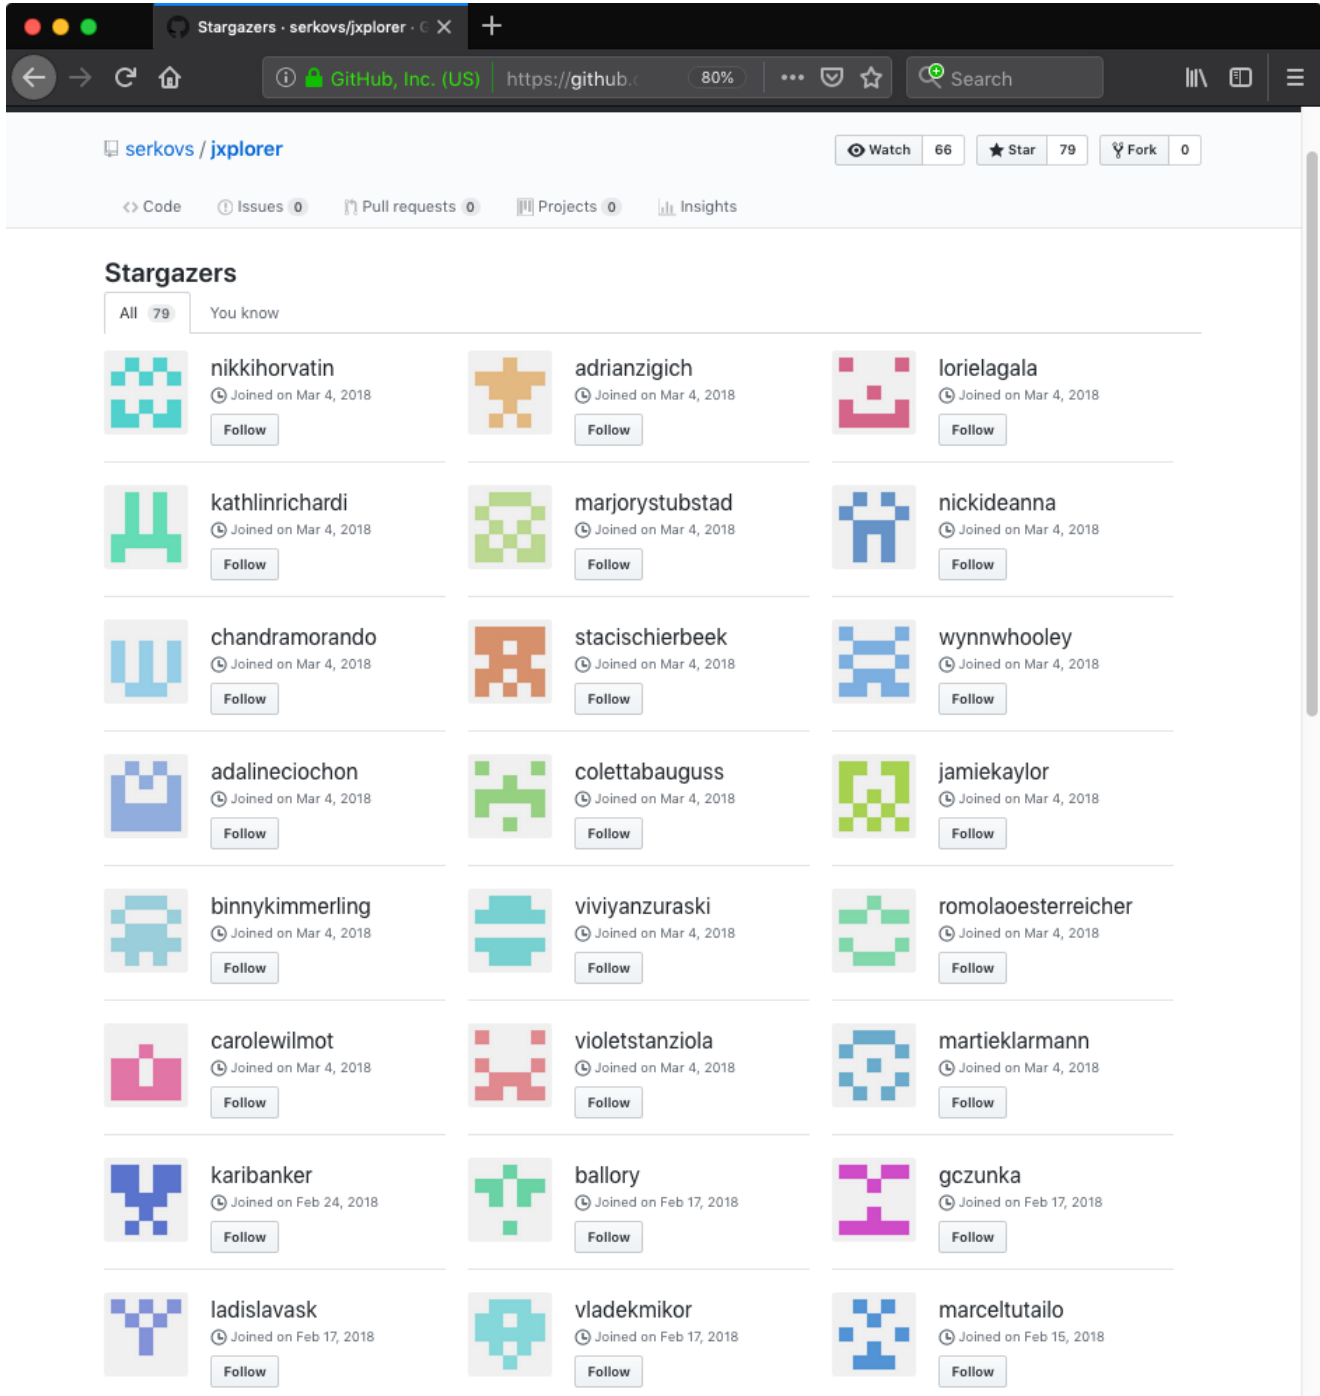 Stargazers · serkovs/jxplorer · G
GitHub, Inc. (US) https://github.c 80% Search
serkovs / jxplorer
Watch 66 Star 79 Fork 0
Code Issues 0 Pull requests 0 Projects 0 Insights
Stargazers
All 79 You know
nikkihorvatin adrianzigich lorielagala
Joined on Mar 4, 2018 Joined on Mar 4, 2018 Joined on Mar 4, 2018
Follow Follow Follow
kathlinrichardi marjorystubstad nickideanna
Joined on Mar 4, 2018 Joined on Mar 4, 2018 Joined on Mar 4, 2018
Follow Follow Follow
chandramorando stacischierbeek wynnwhooley
Joined on Mar 4, 2018 Joined on Mar 4, 2018 Joined on Mar 4, 2018
Follow Follow Follow
adalineciochon colettabauguss jamiekaylor
Joined on Mar 4, 2018 Joined on Mar 4, 2018 Joined on Mar 4, 2018
Follow Follow Follow
binnykimmerling viviyanzuraski romolaoesterreicher
Joined on Mar 4, 2018 Joined on Mar 4, 2018 Joined on Mar 4, 2018
Follow Follow Follow
carolewilmot violetstanziola martieklarmann
Joined on Mar 4, 2018 Joined on Mar 4, 2018 Joined on Mar 4, 2018
Follow Follow Follow
karibanker ballory gczunka
Joined on Feb 24, 2018 Joined on Feb 17, 2018 Joined on Feb 17, 2018
Follow Follow Follow
ladislavask vladekmikor marceltutailo
Joined on Feb 17, 2018 Joined on Feb 17, 2018 Joined on Feb 15, 2018
Follow Follow Follow